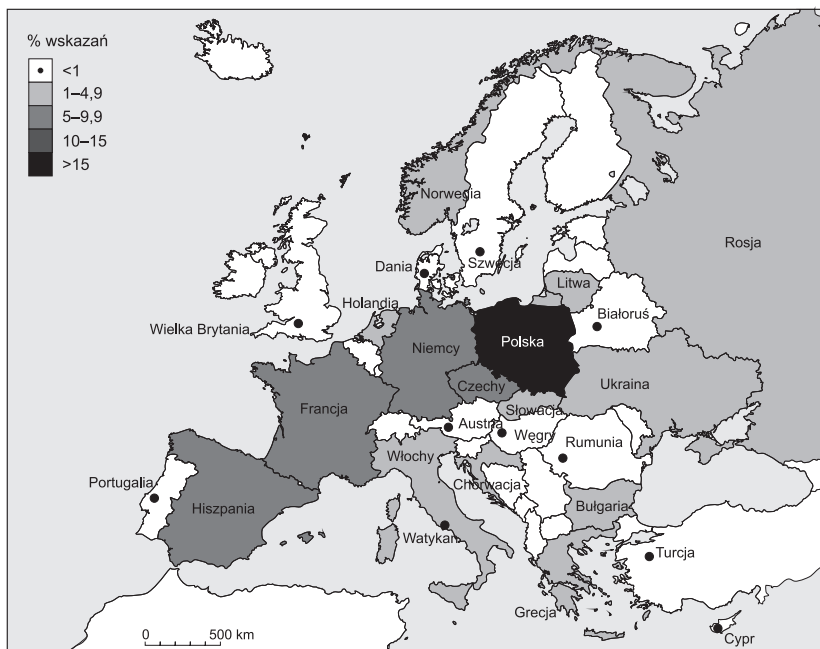 % wskazań
<1
1–4,9
5–9,9
10–15
>15
Norwegia
Rosja
Szwecja
Dania
Litwa
Holandia
Białoruś
Wielka Brytania
Polska
Niemcy
Czechy
Ukraina
Francja
Słowacja
Austria
Węgry
Rumunia
Włochy
Chorwacja
Portugalia
Hiszpania
Bułgaria
Watykan
Turcja
Grecja
Cypr
0 500 km